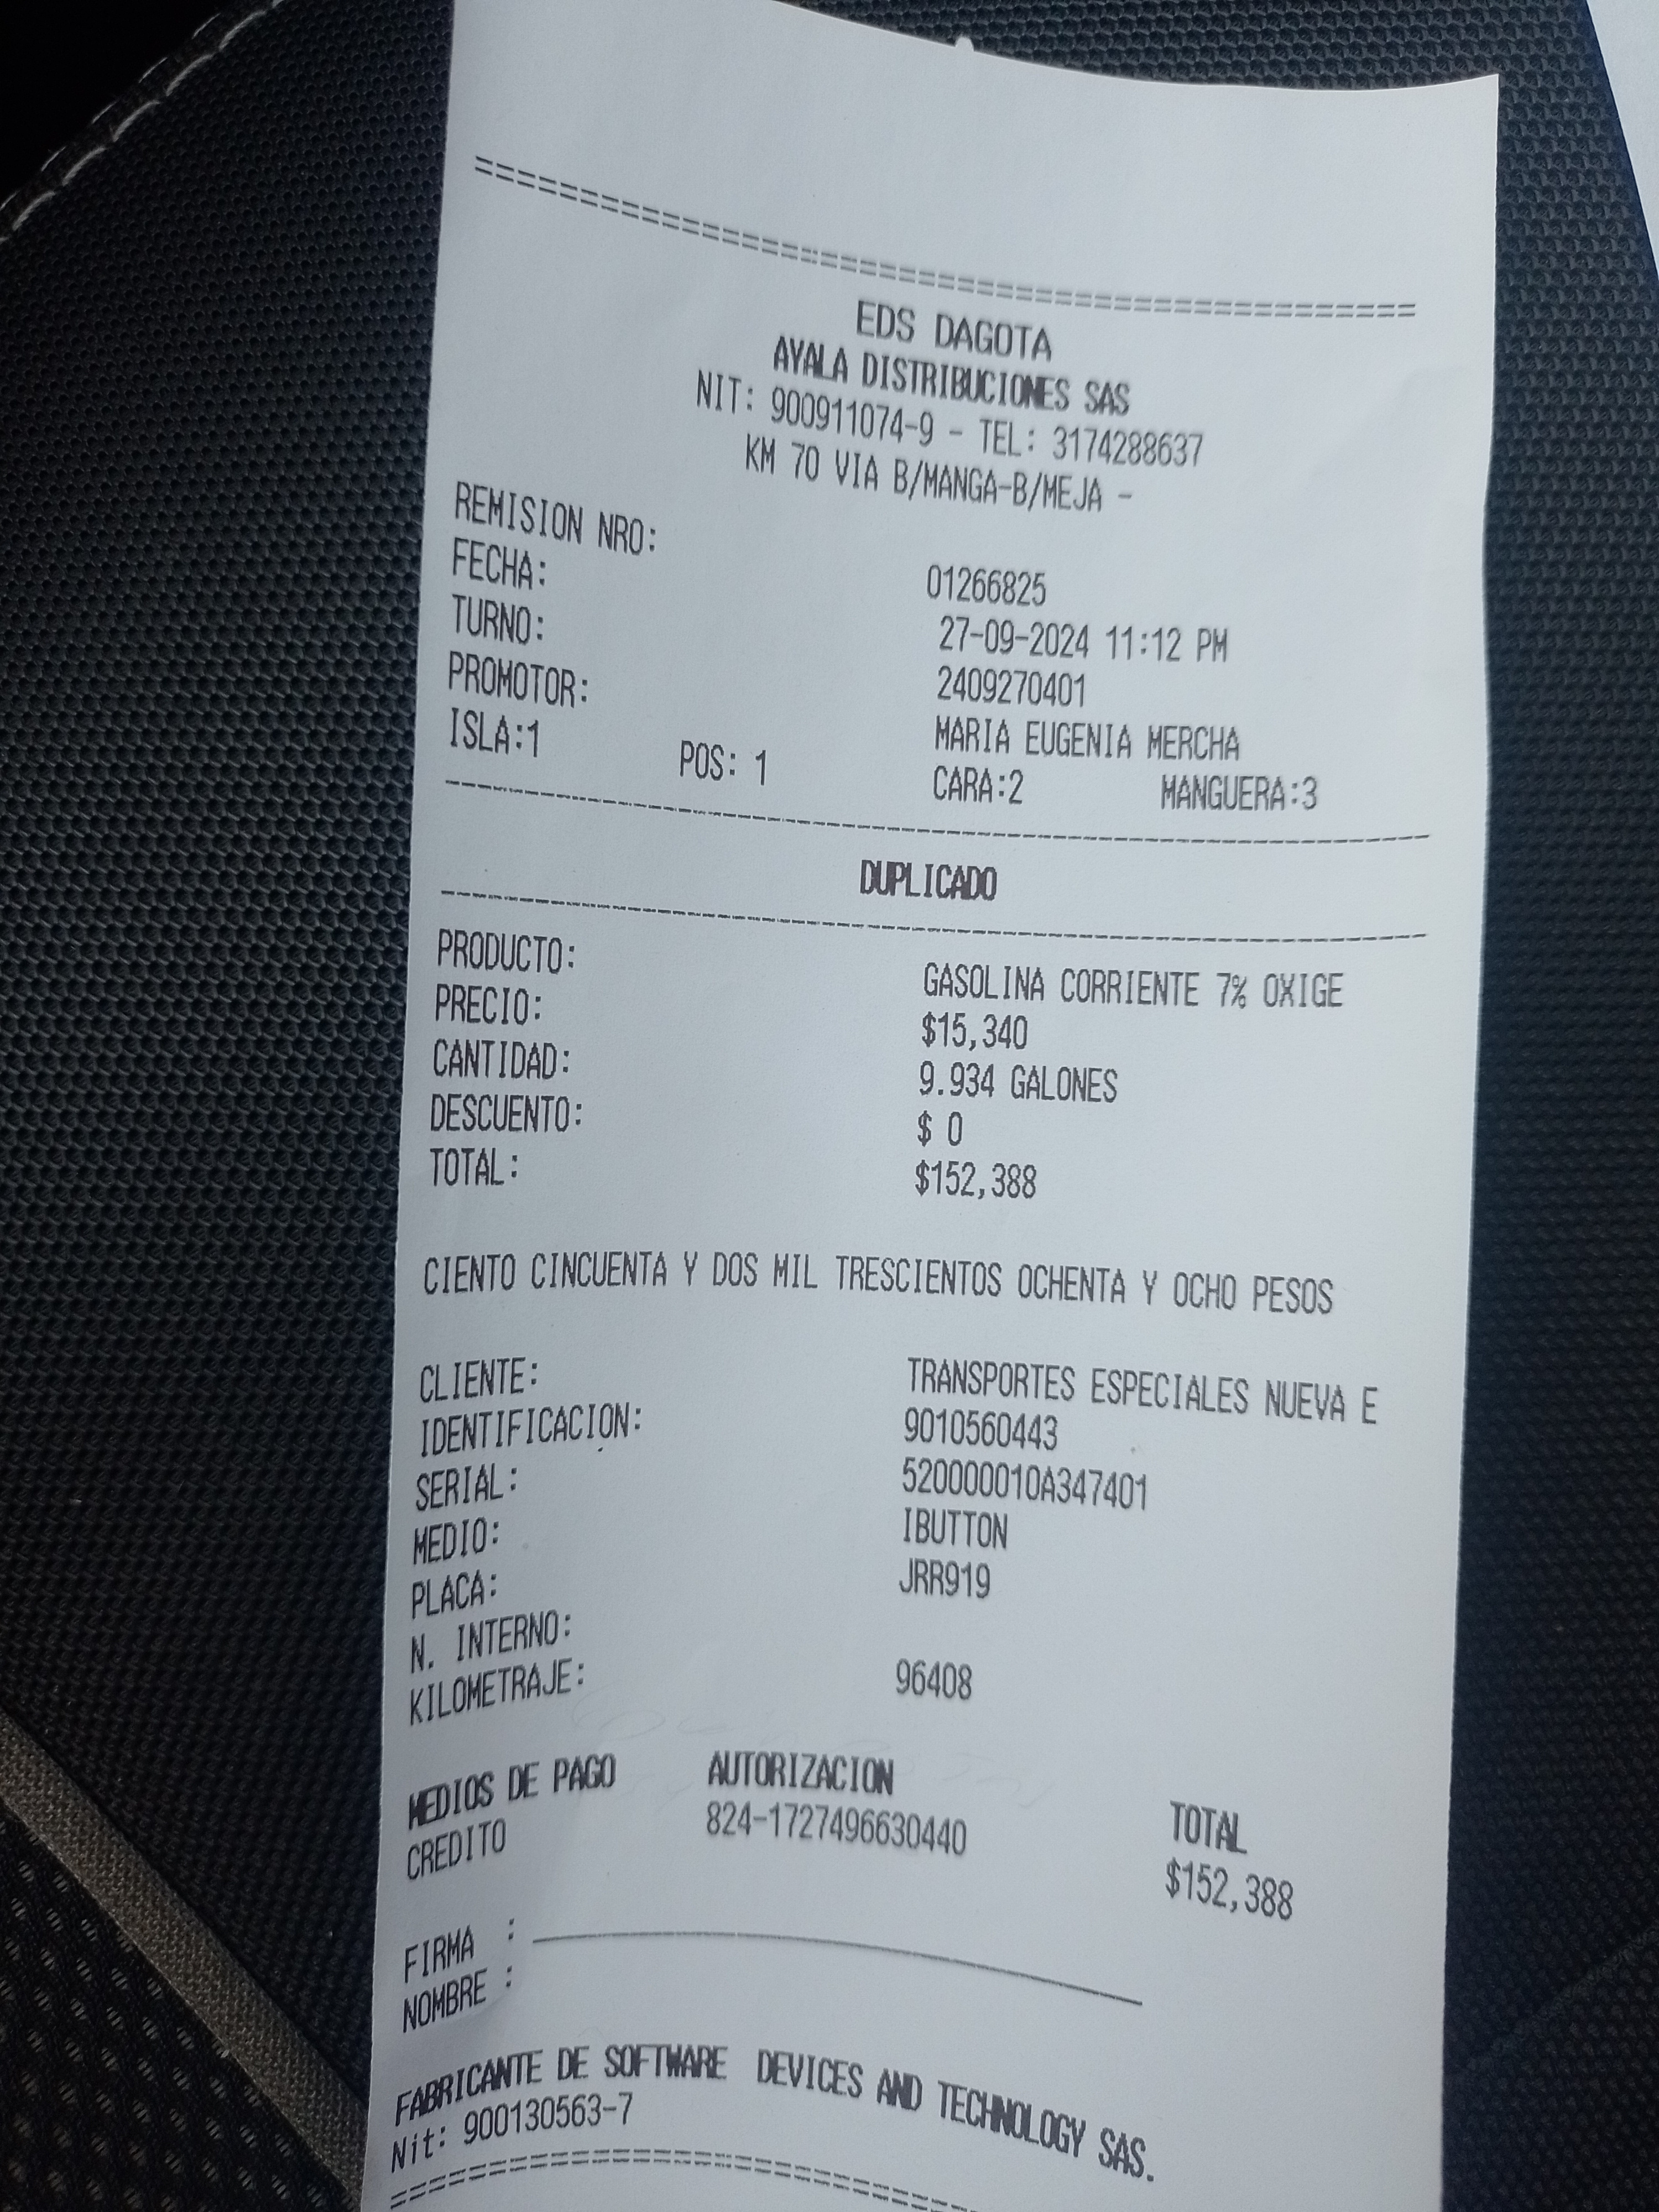 EDS DAGOTA
AYALA DISTRIBUCIONES SAS
NIT: 900911074-9 - TEL: 3174288637
KM 70 VIA B/MANGA-B/MEJA -
REMISION NRO: 01266825
FECHA: 27-09-2024 11:12 PM
TURNO: 2409270401
PROMOTOR: MARIA EUGENIA MERCHA
ISLA:1 POS: 1 CARA:2 MANGUERA:3
DUPLICADO
PRODUCTO: GASOLINA CORRIENTE 7% OXIGE
PRECIO: $15,340
CANTIDAD: 9.934 GALONES
DESCUENTO: $ 0
TOTAL: $152,388
CIENTO CINCUENTA Y DOS MIL TRESCIENTOS OCHENTA Y OCHO PESOS
CLIENTE: TRANSPORTES ESPECIALES NUEVA E
IDENTIFICACION: 9010560443
SERIAL: 520000010A347401
MEDIO: IBUTTON
PLACA: JRR919
N. INTERNO:
KILOMETRAJE: 96408
MEDIOS DE PAGO AUTORIZACION TOTAL
CREDITO 824-1727496630440 $152,388
FIRMA :
NOMBRE :
FABRICANTE DE SOFTWARE DEVICES AND TECHNOLOGY SAS.
Nit: 900130563-7